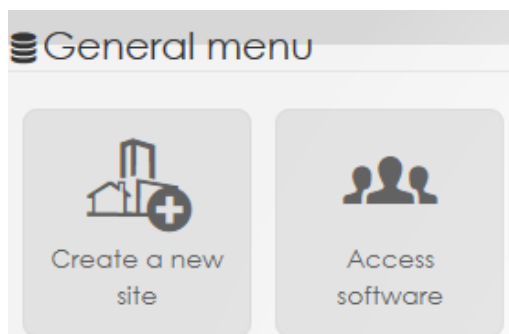 General menu
Create a new
site
Access
software